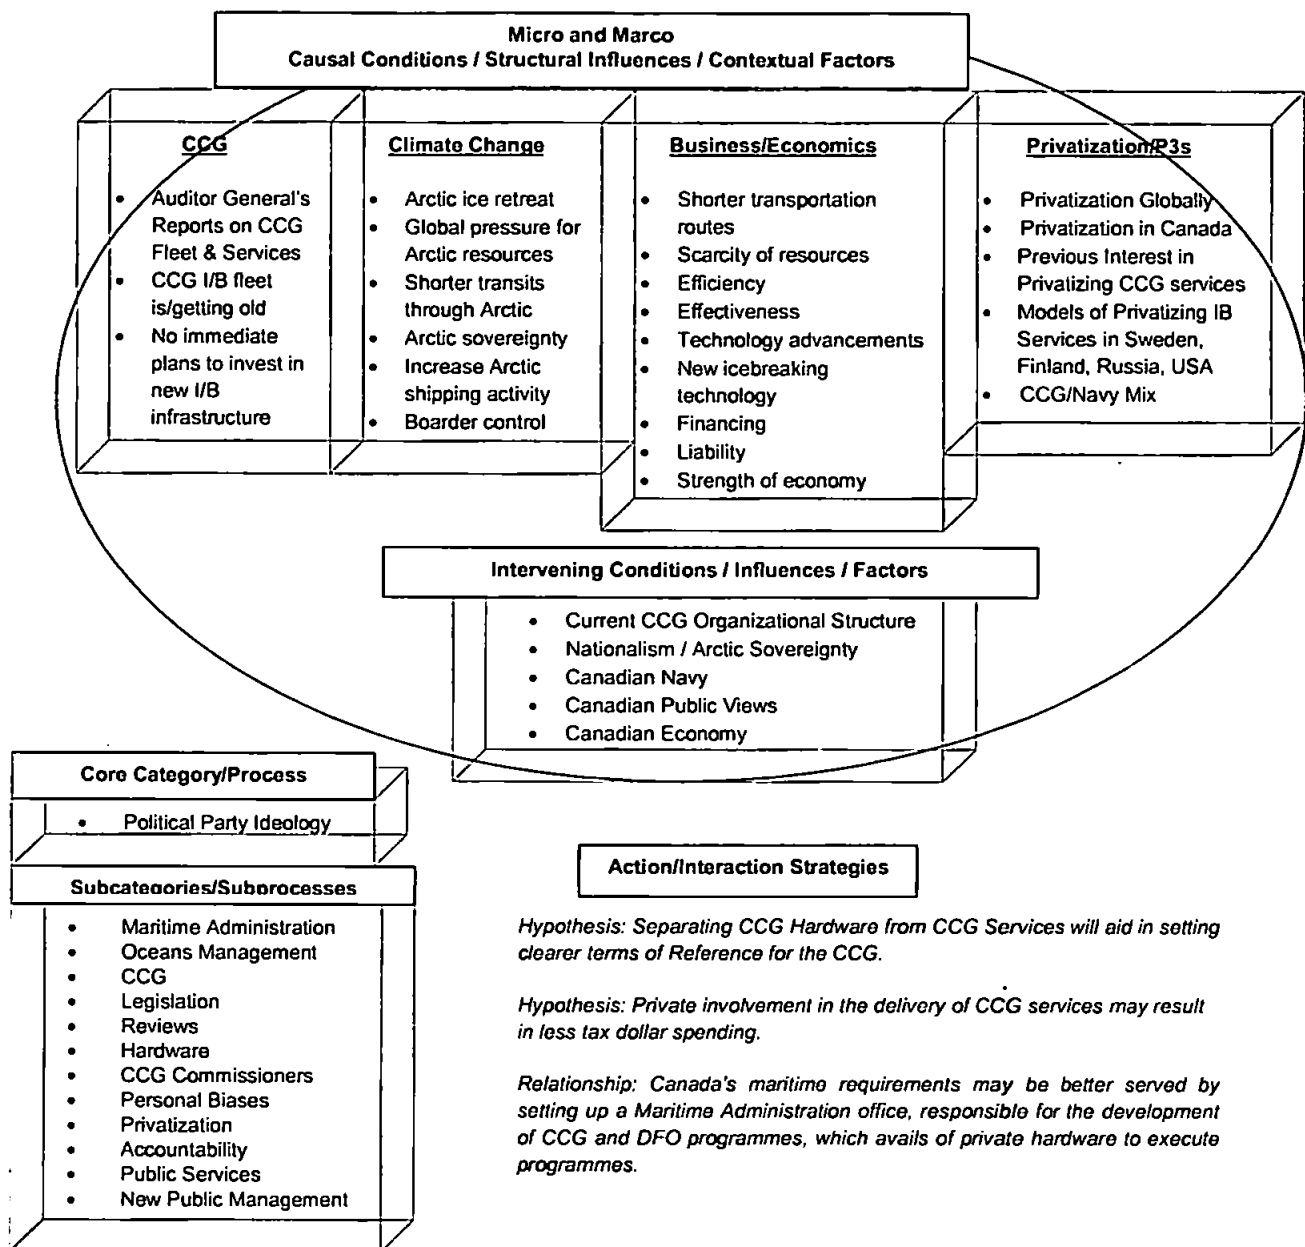 Micro and Marco
Causal Conditions / Structural Influences / Contextual Factors
CCG
• Auditor General's
Reports on CCG
Fleet & Services
• CCG I/B fleet
is/getting old
• No immediate
plans to invest in
new I/B
infrastructure
Climate Change
• Arctic ice retreat
• Global pressure for
Arctic resources
• Shorter transits
through Arctic
• Arctic sovereignty
• Increase Arctic
shipping activity
• Boarder control
Business/Economics
• Shorter transportation
routes
• Scarcity of resources
• Efficiency
• Effectiveness
• Technology advancements
• New icebreaking
technology
• Financing
• Liability
• Strength of economy
Privatization/P3s
• Privatization Globally
• Privatization in Canada
• Previous Interest in
Privatizing CCG services
• Models of Privatizing IB
Services in Sweden,
Finland, Russia, USA
• CCG/Navy Mix
Intervening Conditions / Influences / Factors
• Current CCG Organizational Structure
• Nationalism / Arctic Sovereignty
• Canadian Navy
• Canadian Public Views
• Canadian Economy
Core Category/Process
• Political Party Ideology
Subcategories/Subprocesses
• Maritime Administration
• Oceans Management
• CCG
• Legislation
• Reviews
• Hardware
• CCG Commissioners
• Personal Biases
• Privatization
• Accountability
• Public Services
• New Public Management
Action/Interaction Strategies
Hypothesis: Separating CCG Hardware from CCG Services will aid in setting
clearer terms of Reference for the CCG.
Hypothesis: Private involvement in the delivery of CCG services may result
in less tax dollar spending.
Relationship: Canada's maritime requirements may be better served by
setting up a Maritime Administration office, responsible for the development
of CCG and DFO programmes, which avails of private hardware to execute
programmes.